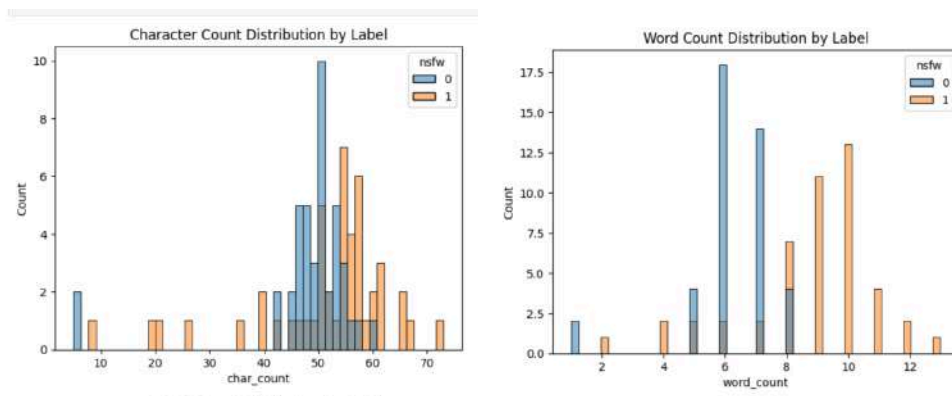 Character Count Distribution by Label
10
8
6
4
2
0
Count
10 20 30 40 50 60 70
char_count
nsfw
0
1
Word Count Distribution by Label
17.5
15.0
12.5
10.0
7.5
5.0
2.5
0.0
Count
2 4 6 8 10 12
word_count
nsfw
0
1